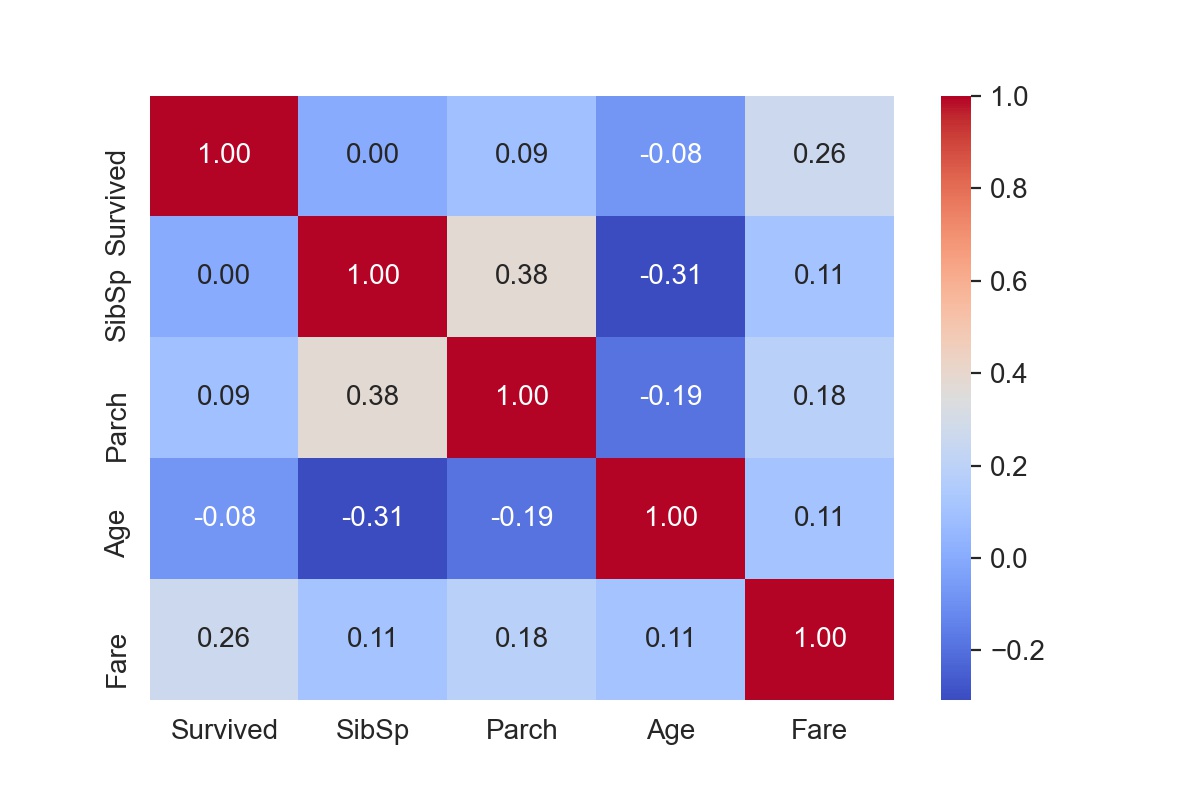 1.0
Survived 1.00 0.00 0.09 -0.08 0.26
0.8
SibSp 0.00 1.00 0.38 -0.31 0.11
0.6
Parch 0.09 0.38 1.00 -0.19 0.18
0.4
0.2
Age -0.08 -0.31 -0.19 1.00 0.11
0.0
Fare 0.26 0.11 0.18 0.11 1.00
−0.2
Survived SibSp Parch Age Fare